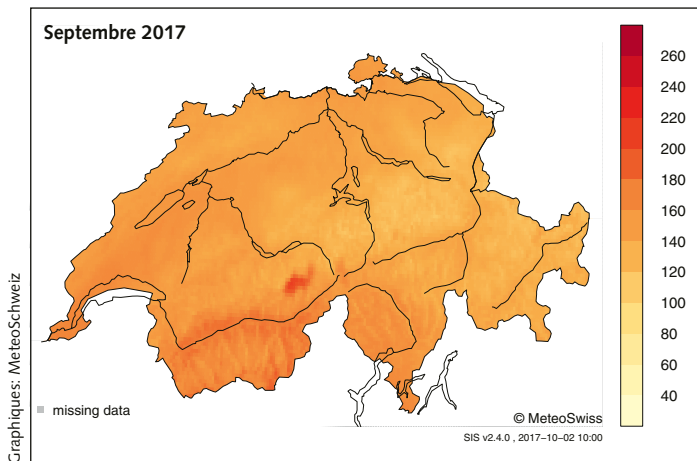 Septembre 2017
260
240
220
200
180
160
140
120
100
80
60
40
Graphiques: MeteoSchweiz
missing data
© MeteoSwiss
SIS v2.4.0 , 2017−10−02 10:00